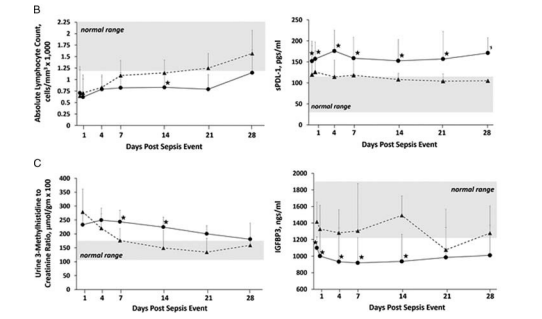 B
2.25
2
1.75
1.5
1.25
1
0.75
0.5
0.25
0
normal range
Absolute Lymphocyte Count,
cells/mm³ x 1,000
1 4 7 14 21 28
Days Post Sepsis Event
250
200
150
100
50
0
normal range
sPDL-1, pgs/ml
1 4 7 14 21 28
Days Post Sepsis Event
C
400
350
300
250
200
150
100
50
0
normal range
Urine 3-Methylhistidine to
Creatinine Ratio, µmol/gm x 100
1 4 7 14 21 28
Days Post Sepsis Event
2000
1800
1600
1400
1200
1000
800
600
normal range
IGFBP3, ngs/ml
1 4 7 14 21 28
Days Post Sepsis Event